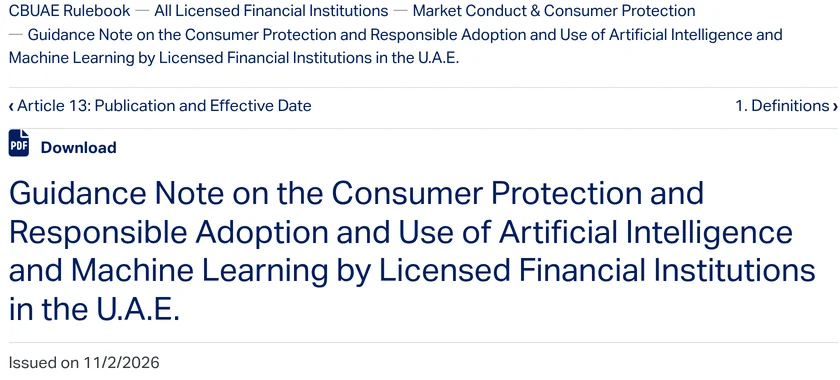 CBUAE Rulebook — All Licensed Financial Institutions — Market Conduct & Consumer Protection
— Guidance Note on the Consumer Protection and Responsible Adoption and Use of Artificial Intelligence and
Machine Learning by Licensed Financial Institutions in the U.A.E.
‹ Article 13: Publication and Effective Date
1. Definitions ›
PDF Download
Guidance Note on the Consumer Protection and
Responsible Adoption and Use of Artificial Intelligence
and Machine Learning by Licensed Financial Institutions
in the U.A.E.
Issued on 11/2/2026